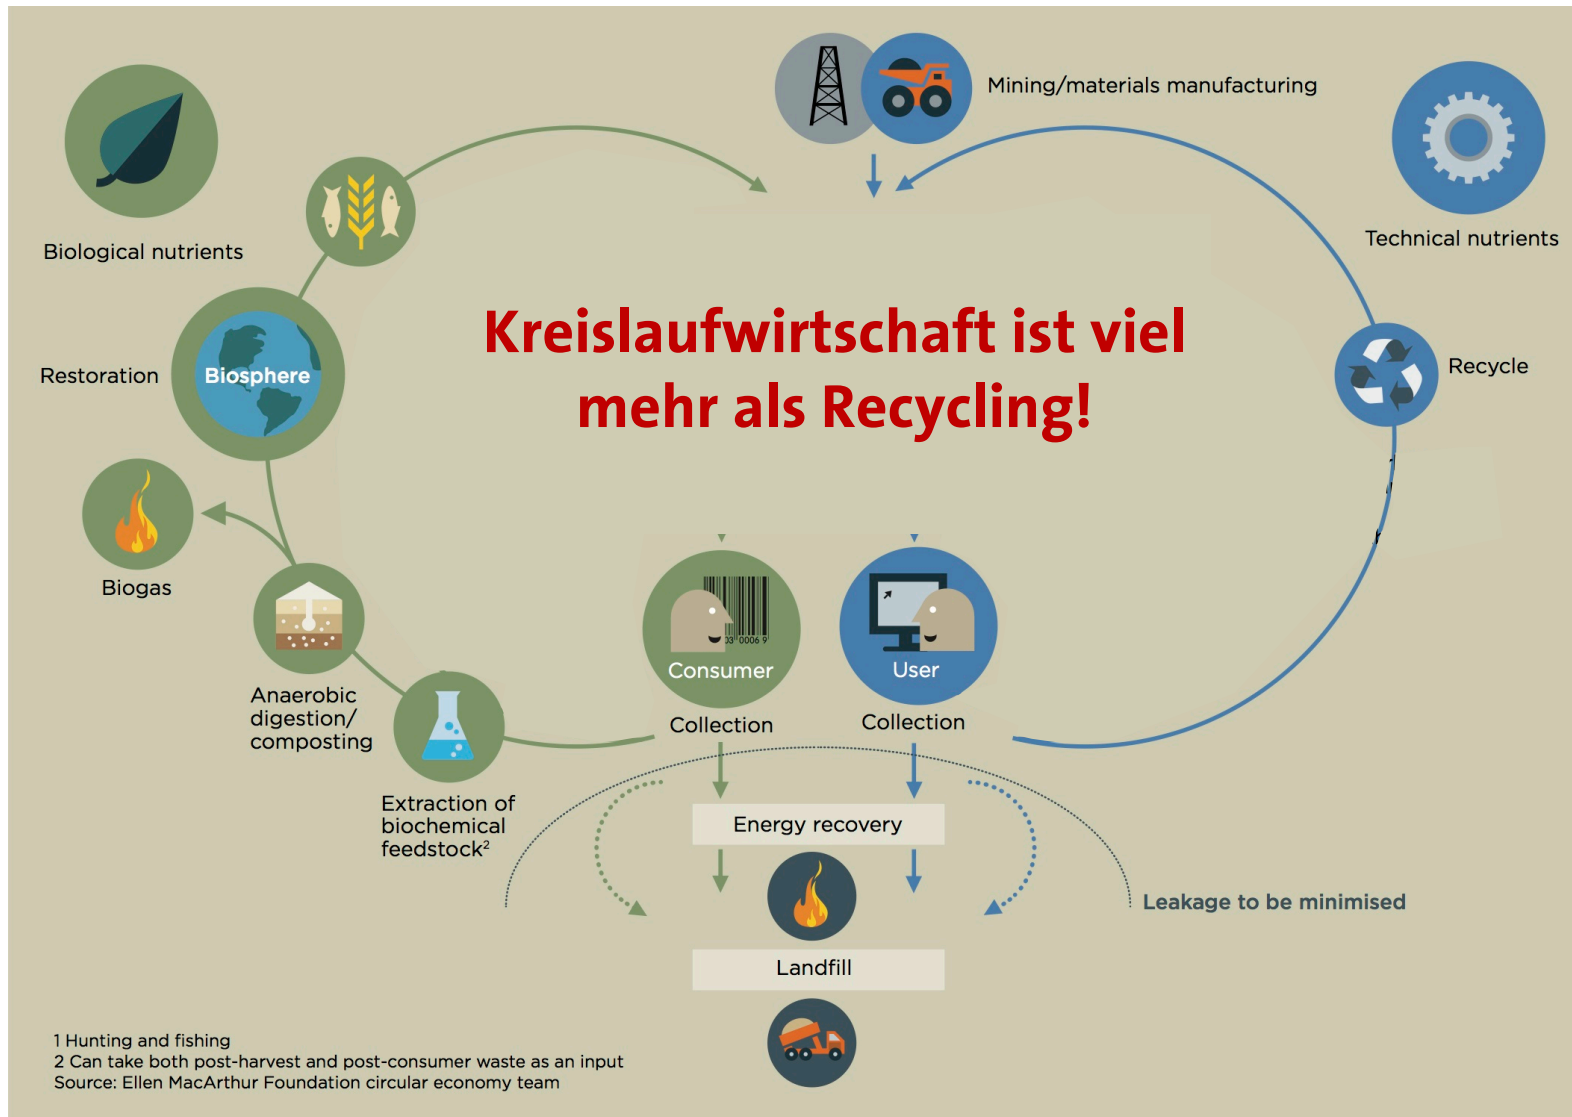 Mining/materials manufacturing
Biological nutrients
Technical nutrients
Kreislaufwirtschaft ist viel
mehr als Recycling!
Restoration
Biosphere
Recycle
Biogas
03 0006 9
Consumer
User
Collection
Collection
Anaerobic
digestion/
composting
Extraction of
biochemical
feedstock²
Energy recovery
Leakage to be minimised
Landfill
1 Hunting and fishing
2 Can take both post-harvest and post-consumer waste as an input
Source: Ellen MacArthur Foundation circular economy team